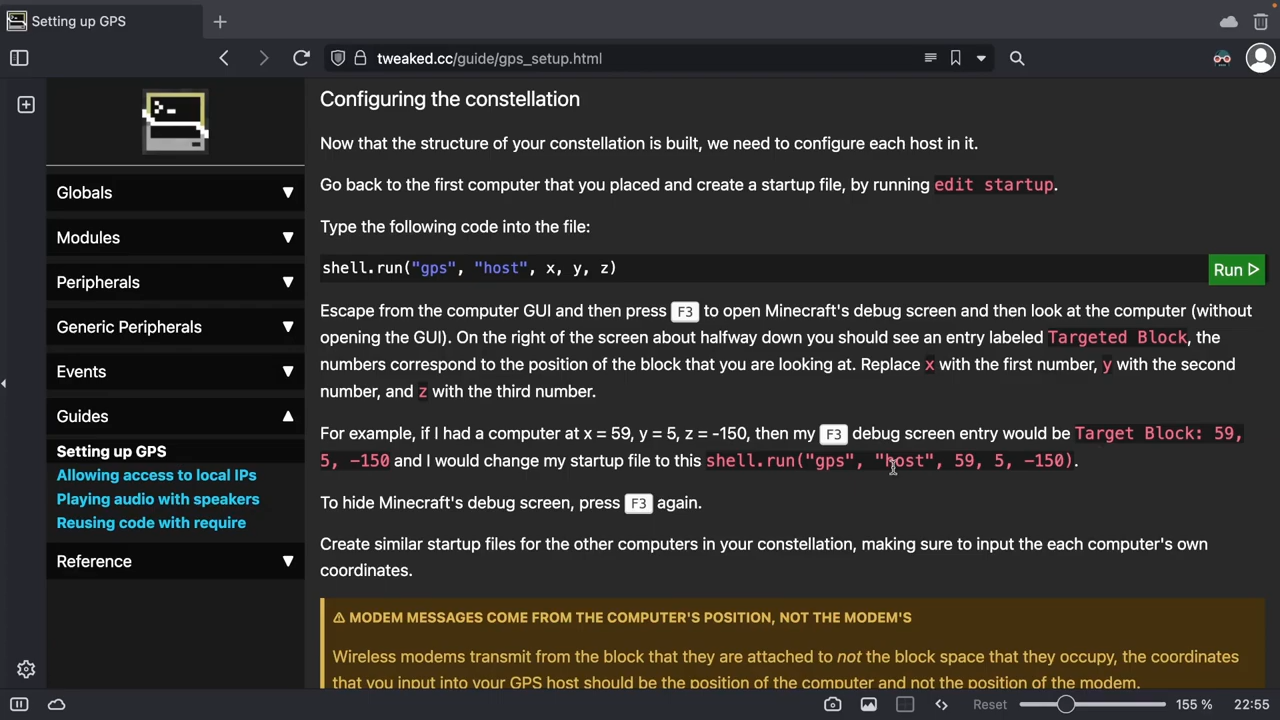 Setting up GPS
tweaked.cc/guide/gps_setup.html
Globals ▼
Modules ▼
Peripherals ▼
Generic Peripherals ▼
Events ▼
Guides ▲
Setting up GPS
Allowing access to local IPs
Playing audio with speakers
Reusing code with require
Reference ▼
Configuring the constellation
Now that the structure of your constellation is built, we need to configure each host in it.
Go back to the first computer that you placed and create a startup file, by running edit startup.
Type the following code into the file:
shell.run("gps", "host", x, y, z)
Run ▷
Escape from the computer GUI and then press F3 to open Minecraft's debug screen and then look at the computer (without
opening the GUI). On the right of the screen about halfway down you should see an entry labeled Targeted Block, the
numbers correspond to the position of the block that you are looking at. Replace x with the first number, y with the second
number, and z with the third number.
For example, if I had a computer at x = 59, y = 5, z = -150, then my F3 debug screen entry would be Target Block: 59,
5, -150 and I would change my startup file to this shell.run("gps", "host", 59, 5, -150).
To hide Minecraft's debug screen, press F3 again.
Create similar startup files for the other computers in your constellation, making sure to input the each computer's own
coordinates.
⚠ MODEM MESSAGES COME FROM THE COMPUTER'S POSITION, NOT THE MODEM'S
Wireless modems transmit from the block that they are attached to not the block space that they occupy, the coordinates
that you input into your GPS host should be the position of the computer and not the position of the modem.
Reset 155 % 22:55